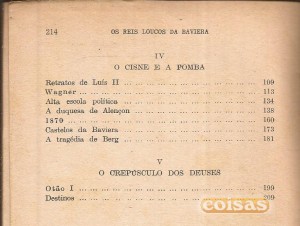 214 OS REIS LOUCOS DA BAVIERA
IV
O CISNE E A POMBA
Retratos de Luís II ... 109
Wagner ... 113
Alta escola política ... 134
A duquesa de Alençon ... 138
1870 ... 160
Castelos da Baviera ... 173
A tragédia de Berg ... 181
V
O CREPÚSCULO DOS DEUSES
Otão I ... 199
Destinos ... 209
coisas